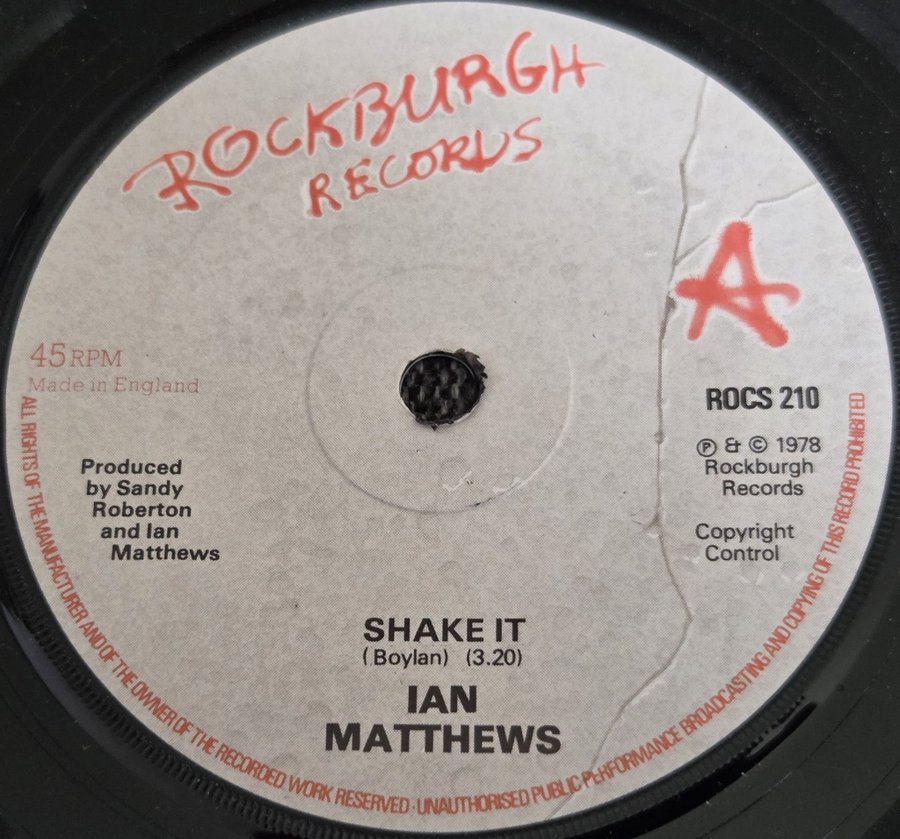 ROCKBURGH
RECORDS
A
45 RPM
Made in England
ROCS 210
Ⓟ & © 1978
Rockburgh
Records
Copyright
Control
Produced
by Sandy
Roberton
and Ian
Matthews
SHAKE IT
(Boylan) (3.20)
IAN
MATTHEWS
ALL RIGHTS OF THE MANUFACTURER AND OF THE OWNER OF THE RECORDED WORK RESERVED · UNAUTHORISED PUBLIC PERFORMANCE BROADCASTING AND COPYING OF THIS RECORD PROHIBITED